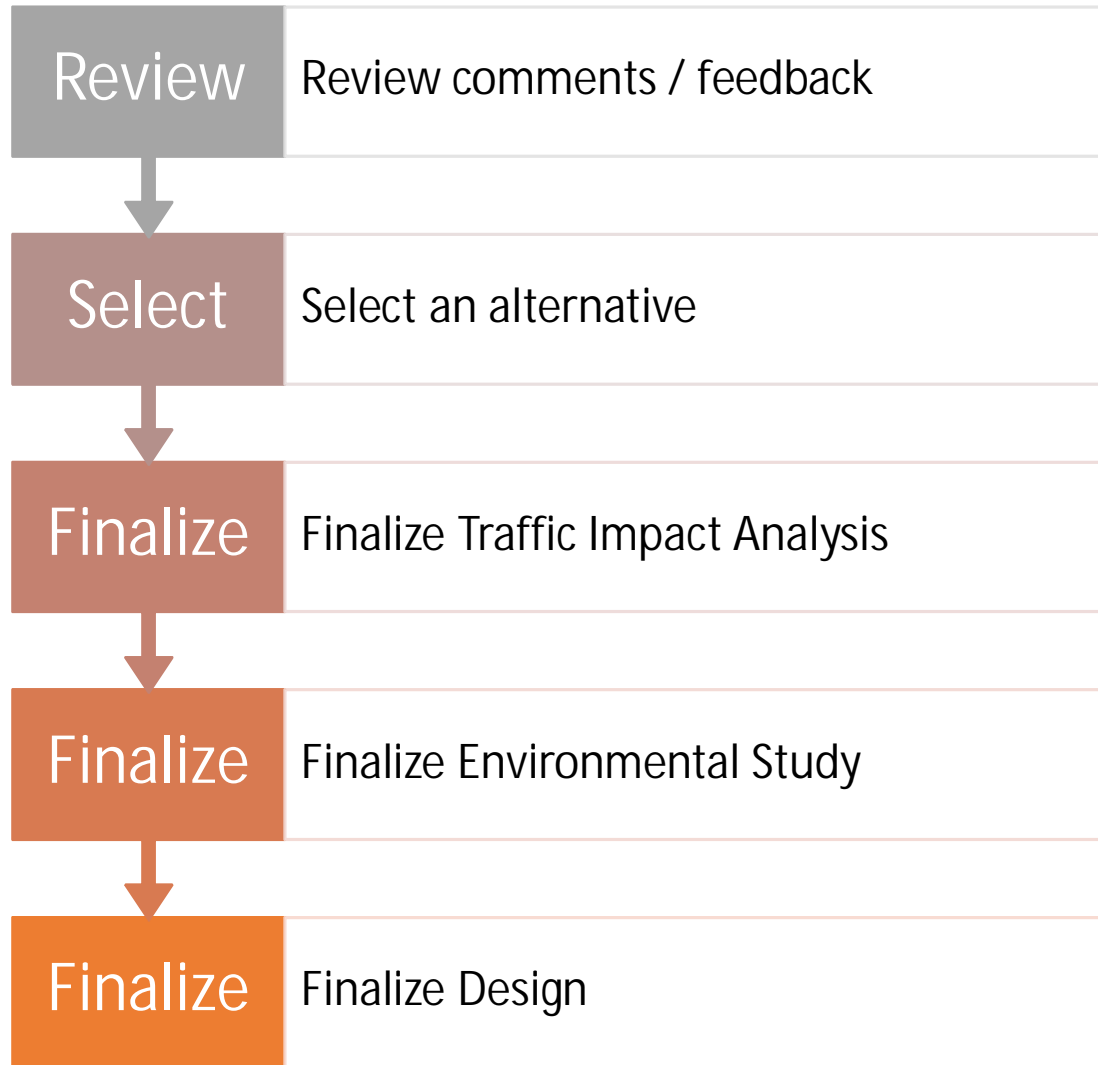 Review
Review comments / feedback
Select
Select an alternative
Finalize
Finalize Traffic Impact Analysis
Finalize
Finalize Environmental Study
Finalize
Finalize Design